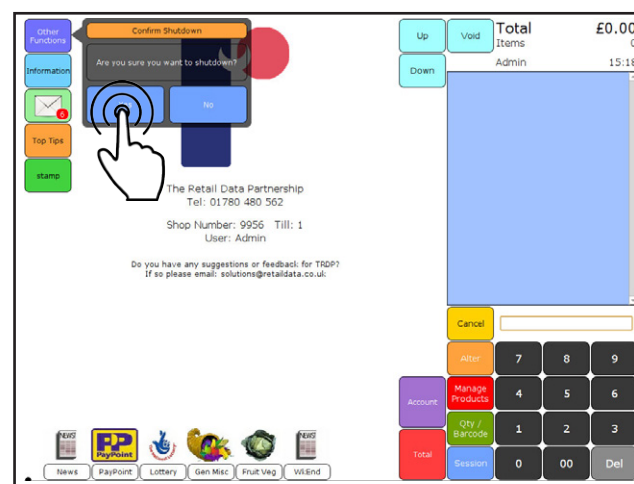 Other
Functions
Confirm Shutdown
Are you sure you want to shutdown?
No
Information
6
Top Tips
stamp
Up
Down
Void
Total
£0.00
Items
Admin
15:18
The Retail Data Partnership
Tel: 01780 480 562
Shop Number: 9956 Till: 1
User: Admin
Do you have any suggestions or feedback for TRDP?
If so please email: solutions@retaildata.co.uk
Cancel
Alter
7
8
9
Account
Manage
Products
4
5
6
Qty /
Barcode
1
2
3
Total
Session
0
00
Del
NEWS
PayPoint
NEWS
News
PayPoint
Lottery
Gen Misc
Fruit Veg
W\End